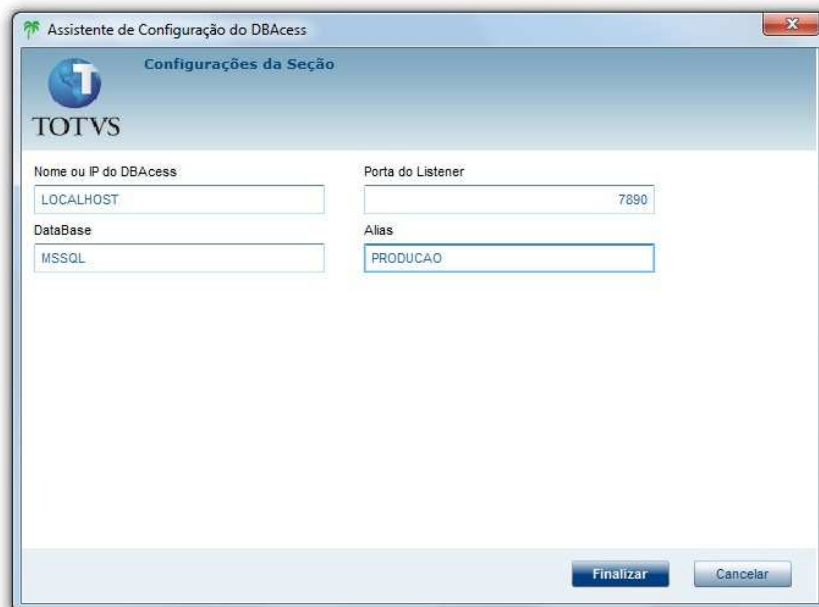 Assistente de Configuração do DBAcess
Configurações da Seção
TOTVS
Nome ou IP do DBAcess
Porta do Listener
LOCALHOST
7890
DataBase
Alias
MSSQL
PRODUCAO
Finalizar
Cancelar